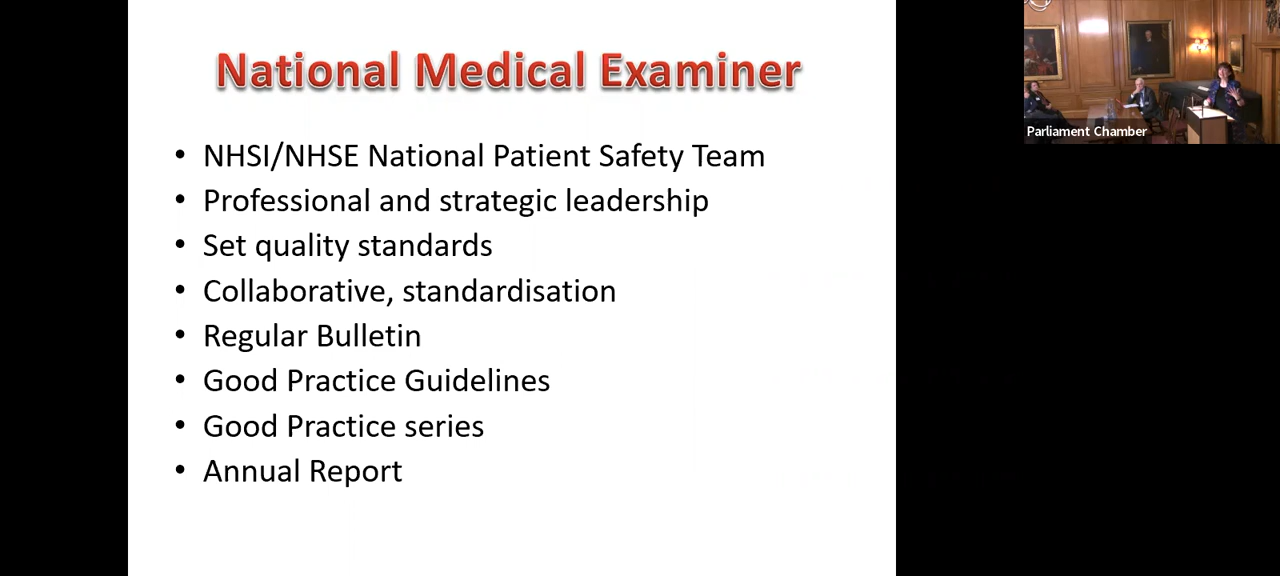 National Medical Examiner
• NHSI/NHSE National Patient Safety Team
• Professional and strategic leadership
• Set quality standards
• Collaborative, standardisation
• Regular Bulletin
• Good Practice Guidelines
• Good Practice series
• Annual Report
Parliament Chamber